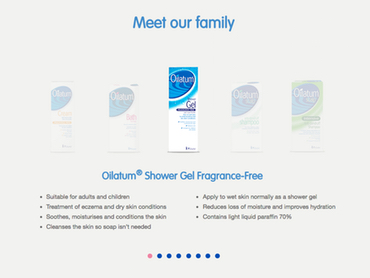 Meet our family
Oilatum
Gel
Oilatum® Shower Gel Fragrance-Free
Suitable for adults and children
Treatment of eczema and dry skin conditions
Soothes, moisturises and conditions the skin
Cleanses the skin so soap isn't needed
Apply to wet skin normally as a shower gel
Reduces loss of moisture and improves hydration
Contains light liquid paraffin 70%